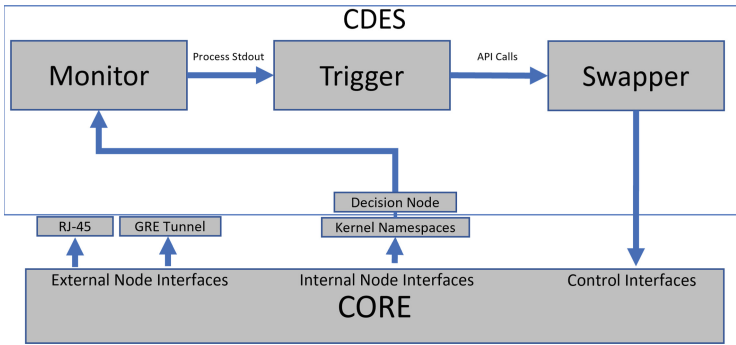 CDES
Monitor
Process Stdout
Trigger
API Calls
Swapper
Decision Node
RJ-45
GRE Tunnel
Kernel Namespaces
External Node Interfaces
Internal Node Interfaces
Control Interfaces
CORE